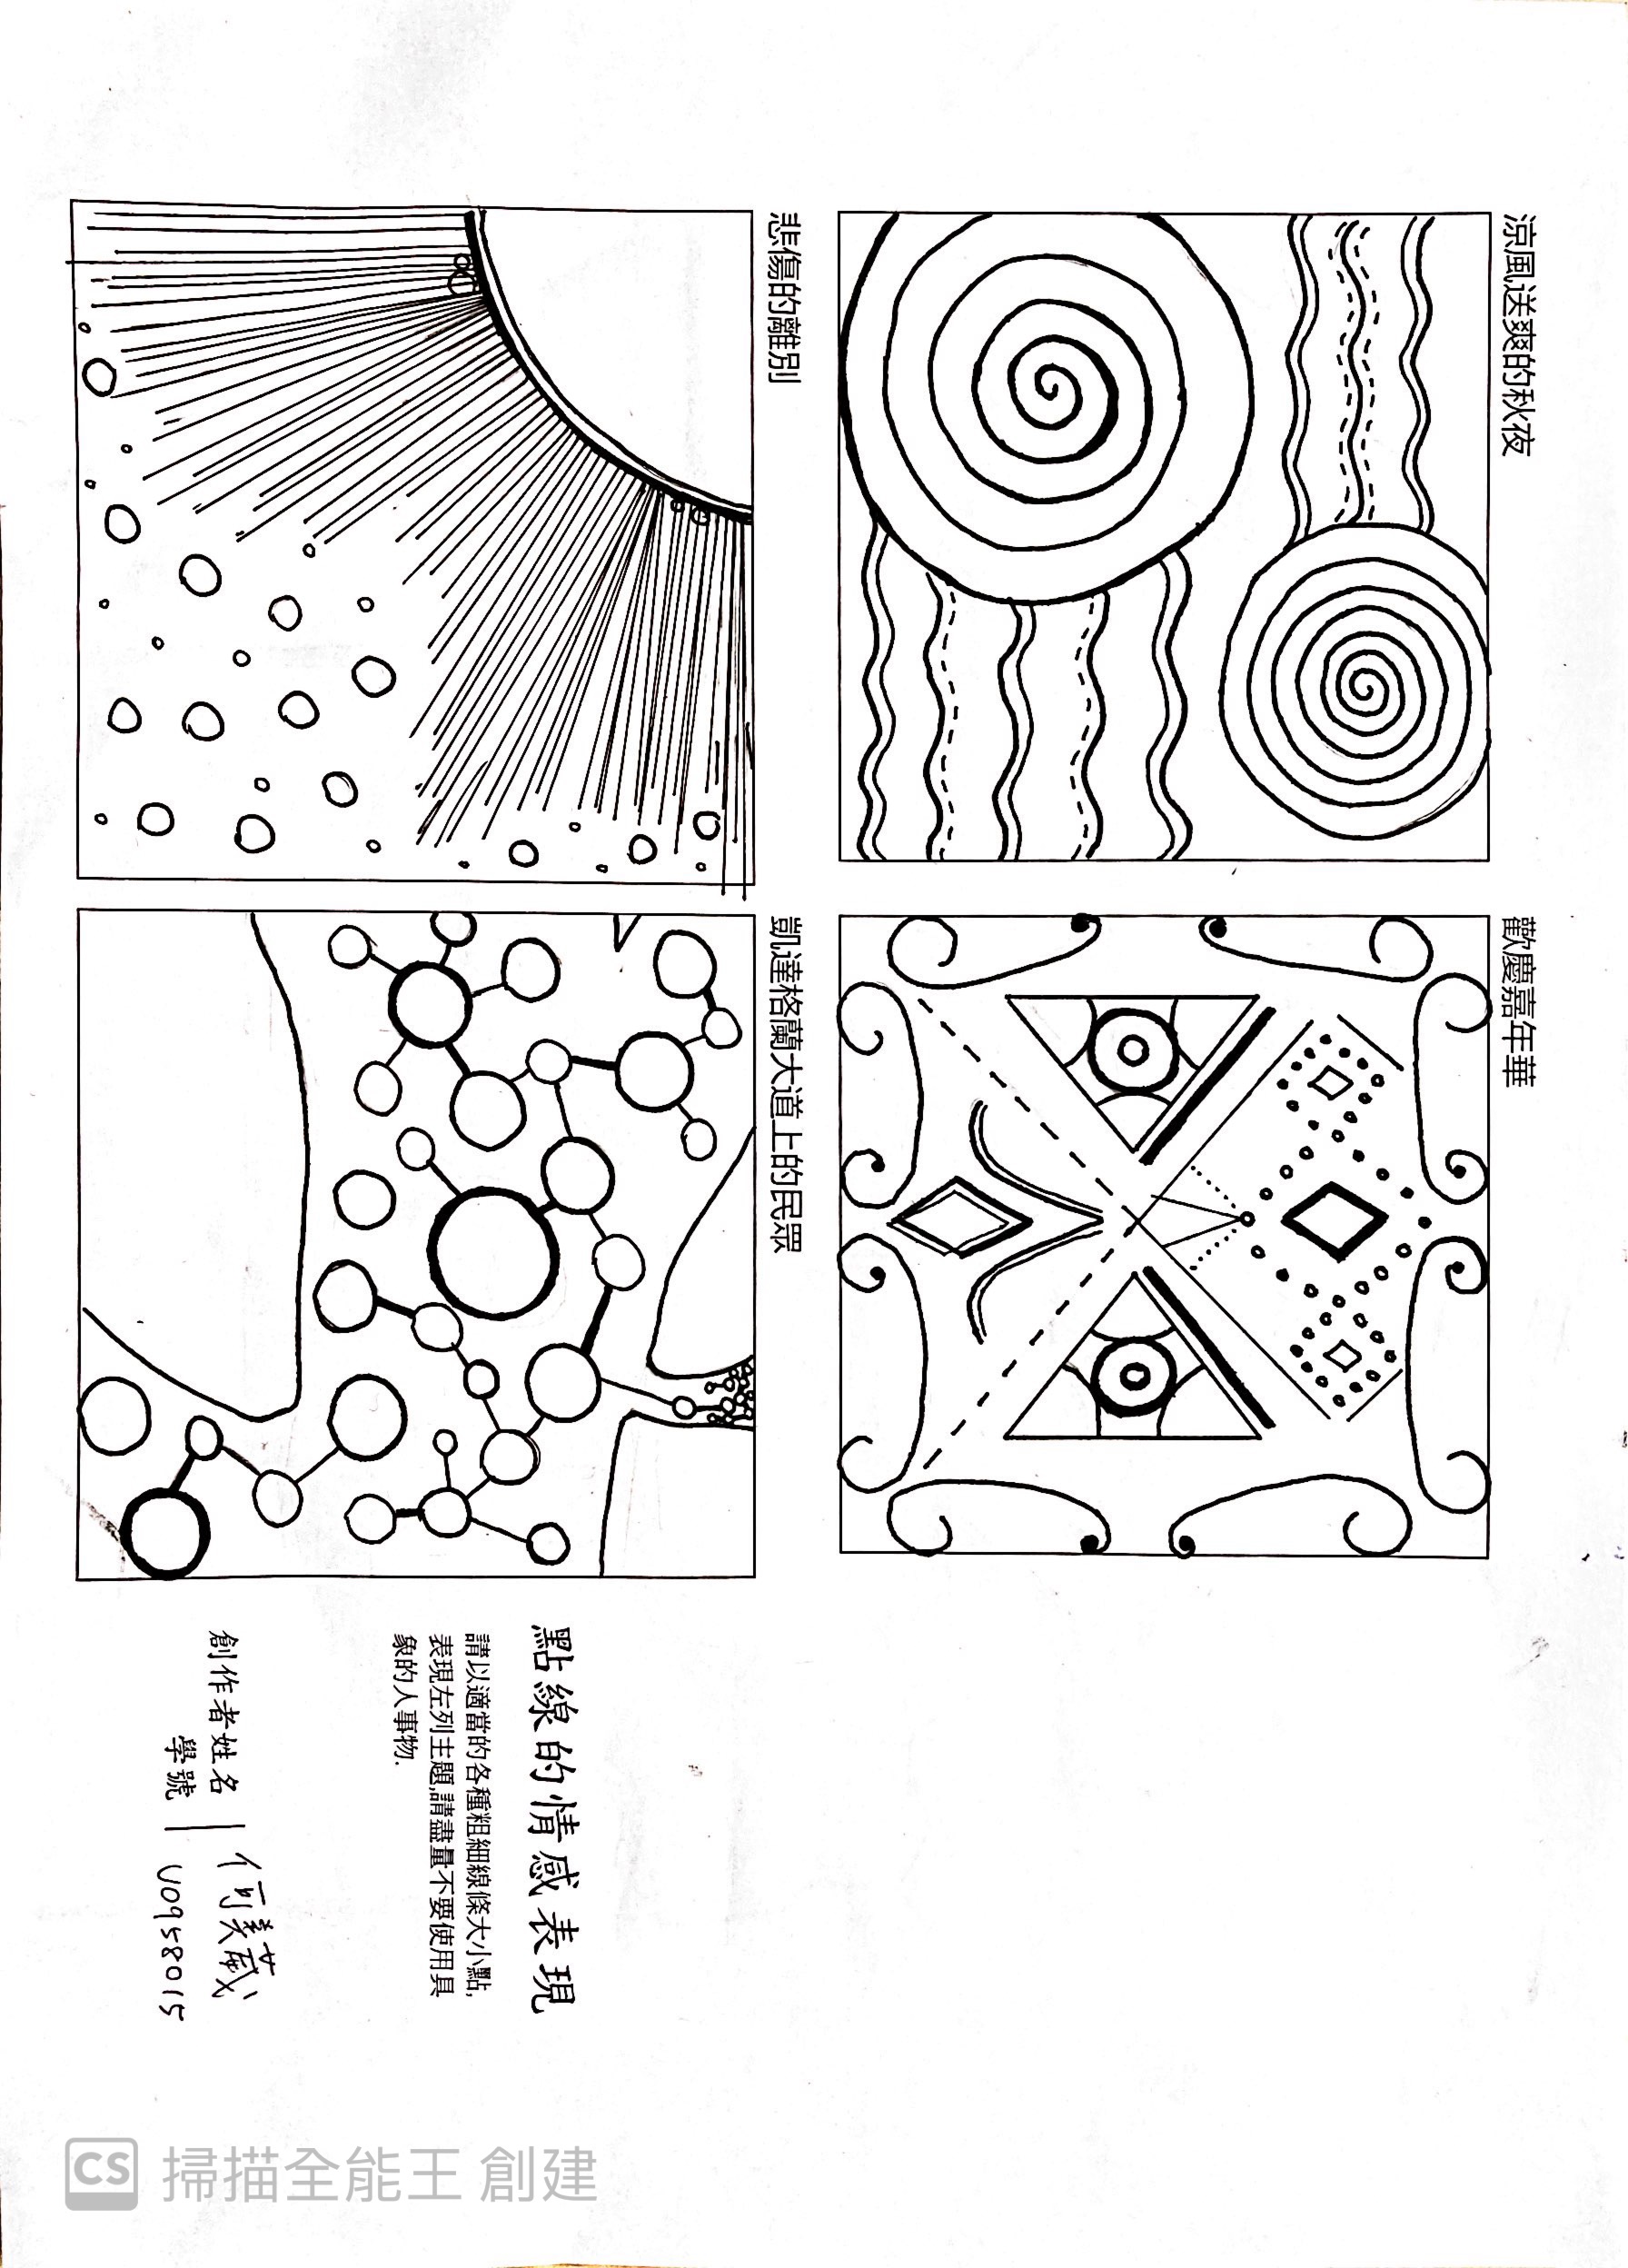 涼風送爽的秋夜
歡慶嘉年華
悲傷的離別
凱達格蘭大道上的民眾
點線的情感表現
請以適當的各種粗細線條大小點,
表現左列主題,請盡量不要使用具
象的人事物.
創作者姓名
何美葳
學號
U0958015
CS 掃描全能王 創建